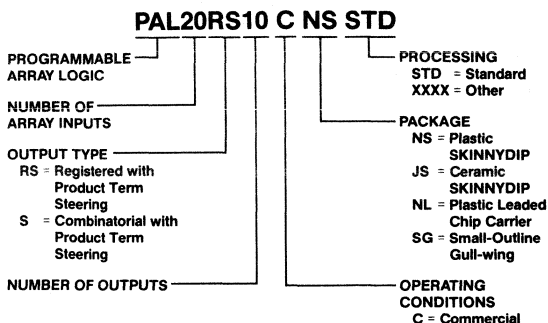 PAL20RS10 C NS STD
PROGRAMMABLE
ARRAY LOGIC
NUMBER OF
ARRAY INPUTS
OUTPUT TYPE
RS = Registered with
Product Term
Steering
S = Combinatorial with
Product Term
Steering
NUMBER OF OUTPUTS
PROCESSING
STD = Standard
XXXX = Other
PACKAGE
NS = Plastic
SKINNYDIP
JS = Ceramic
SKINNYDIP
NL = Plastic Leaded
Chip Carrier
SG = Small-Outline
Gull-wing
OPERATING
CONDITIONS
C = Commercial